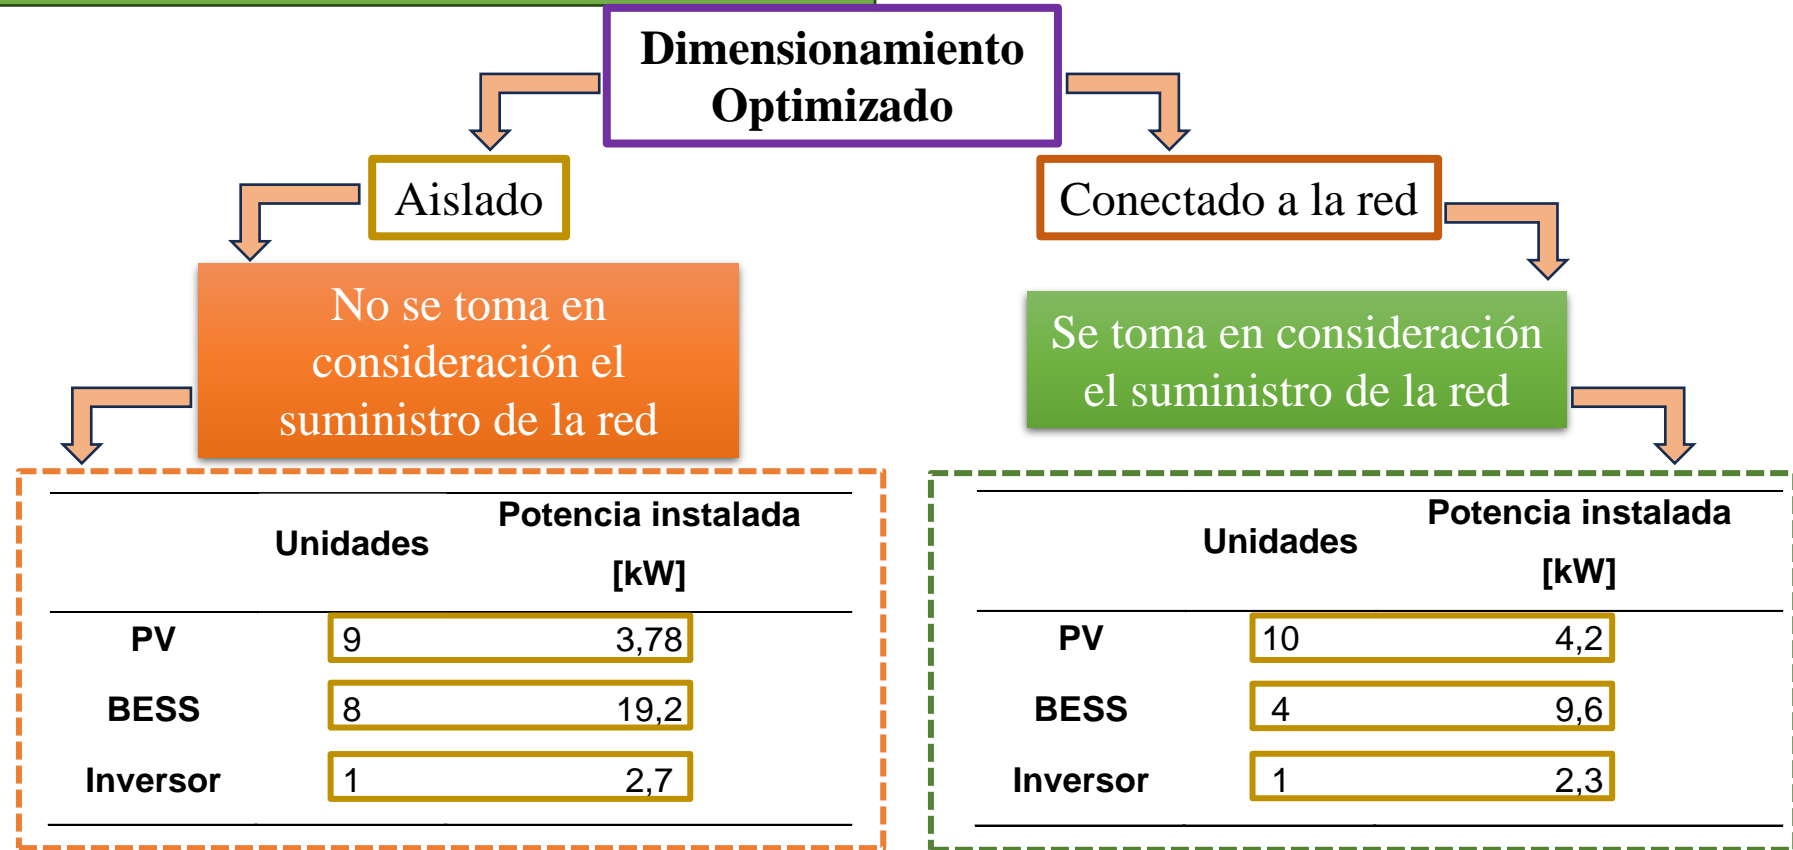 Dimensionamiento
Optimizado
Aislado
Conectado a la red
No se toma en
consideración el
suministro de la red
Se toma en consideración
el suministro de la red
Unidades Potencia instalada
[kW]
PV 9 3,78
BESS 8 19,2
Inversor 1 2,7
Unidades Potencia instalada
[kW]
PV 10 4,2
BESS 4 9,6
Inversor 1 2,3